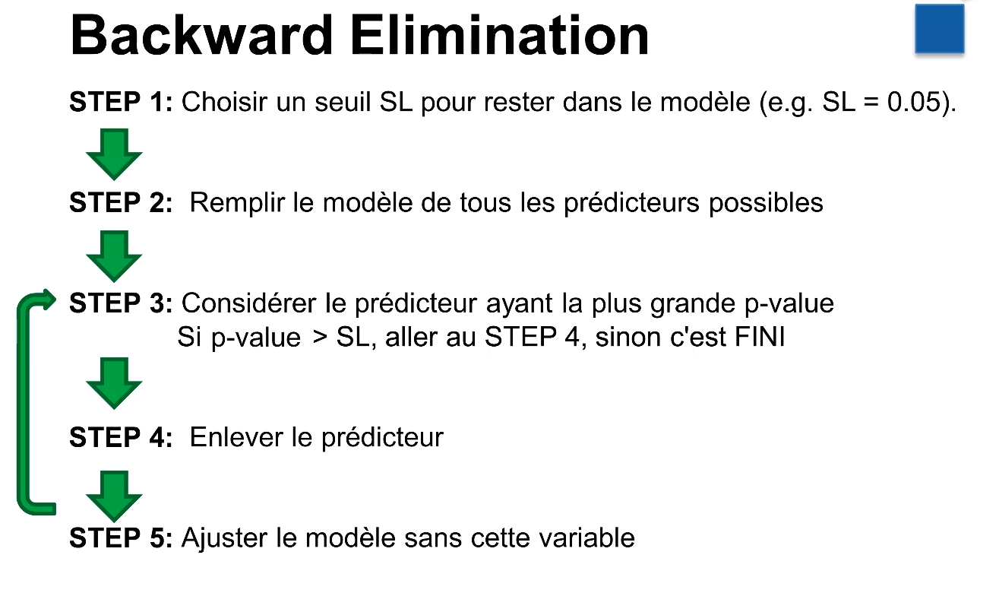 Backward Elimination
STEP 1: Choisir un seuil SL pour rester dans le modèle (e.g. SL = 0.05).
STEP 2: Remplir le modèle de tous les prédicteurs possibles
STEP 3: Considérer le prédicteur ayant la plus grande p-value
Si p-value > SL, aller au STEP 4, sinon c'est FINI
STEP 4: Enlever le prédicteur
STEP 5: Ajuster le modèle sans cette variable